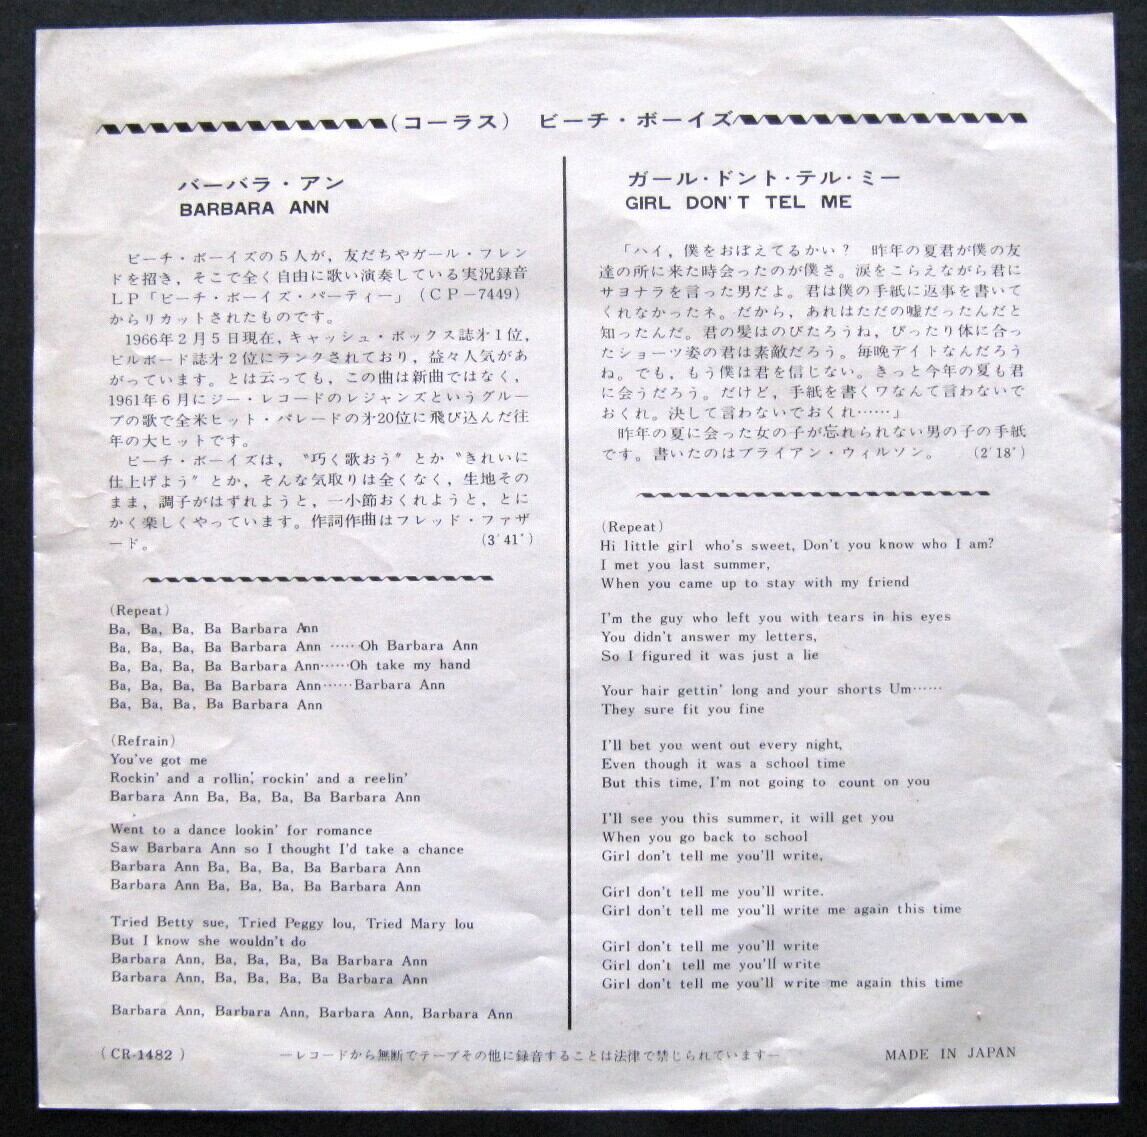 (コーラス) ビーチ・ボーイズ
バーバラ・アン
BARBARA ANN
ビーチ・ボーイズの5人が，友だちやガール・フレン
ドを招き，そこで全く自由に歌い演奏している実況録音
LP「ビーチ・ボーイズ・パーティー」(CP-7449)
からリカットされたものです。
1966年2月5日現在，キャッシュ・ボックス誌才1位，
ビルボード誌才2位にランクされており，益々人気があ
がっています。とは云っても，この曲は新曲ではなく，
1961年6月にジー・レコードのレジャンズというグルー
プの歌で全米ヒット・パレードの才20位に飛び込んだ往
年の大ヒットです。
ビーチ・ボーイズは，〝巧く歌おう〟とか〝きれいに
仕上げよう〟とか，そんな気取りは全くなく，生地その
まま，調子がはずれようと，一小節おくれようと，とに
かく楽しくやっています。作詞作曲はフレッド・ファザ
ード。 (3′41″)
(Repeat)
Ba, Ba, Ba, Ba Barbara Ann
Ba, Ba, Ba, Ba Barbara Ann ……Oh Barbara Ann
Ba, Ba, Ba, Ba Barbara Ann……Oh take my hand
Ba, Ba, Ba, Ba Barbara Ann……Barbara Ann
Ba, Ba, Ba, Ba Barbara Ann
(Refrain)
You've got me
Rockin' and a rollin', rockin' and a reelin'
Barbara Ann Ba, Ba, Ba, Ba Barbara Ann
Went to a dance lookin' for romance
Saw Barbara Ann so I thought I'd take a chance
Barbara Ann Ba, Ba, Ba, Ba Barbara Ann
Barbara Ann Ba, Ba, Ba, Ba Barbara Ann
Tried Betty sue, Tried Peggy lou, Tried Mary lou
But I know she wouldn't do
Barbara Ann, Ba, Ba, Ba, Ba Barbara Ann
Barbara Ann, Ba, Ba, Ba, Ba Barbara Ann
Barbara Ann, Barbara Ann, Barbara Ann, Barbara Ann
ガール・ドント・テル・ミー
GIRL DON'T TEL ME
「ハイ，僕をおぼえてるかい？ 昨年の夏君が僕の友
達の所に来た時会ったのが僕さ。涙をこらえながら君に
サヨナラを言った男だよ。君は僕の手紙に返事を書いて
くれなかったネ。だから，あれはただの嘘だったんだと
知ったんだ。君の髪はのびたろうね，ぴったり体に合っ
たショーツ姿の君は素敵だろう。毎晩デイトなんだろう
ね。でも，もう僕は君を信じない。きっと今年の夏も君
に会うだろう。だけど，手紙を書くワなんて言わないで
おくれ。決して言わないでおくれ……」
昨年の夏に会った女の子が忘れられない男の子の手紙
です。書いたのはブライアン・ウィルソン。 (2′18″)
(Repeat)
Hi little girl who's sweet, Don't you know who I am?
I met you last summer,
When you came up to stay with my friend
I'm the guy who left you with tears in his eyes
You didn't answer my letters,
So I figured it was just a lie
Your hair gettin' long and your shorts Um……
They sure fit you fine
I'll bet you went out every night,
Even though it was a school time
But this time, I'm not going to count on you
I'll see you this summer, it will get you
When you go back to school
Girl don't tell me you'll write,
Girl don't tell me you'll write.
Girl don't tell me you'll write me again this time
Girl don't tell me you'll write
Girl don't tell me you'll write
Girl don't tell me you'll write me again this time
(CR-1482)
—レコードから無断でテープその他に録音することは法律で禁じられています—
MADE IN JAPAN